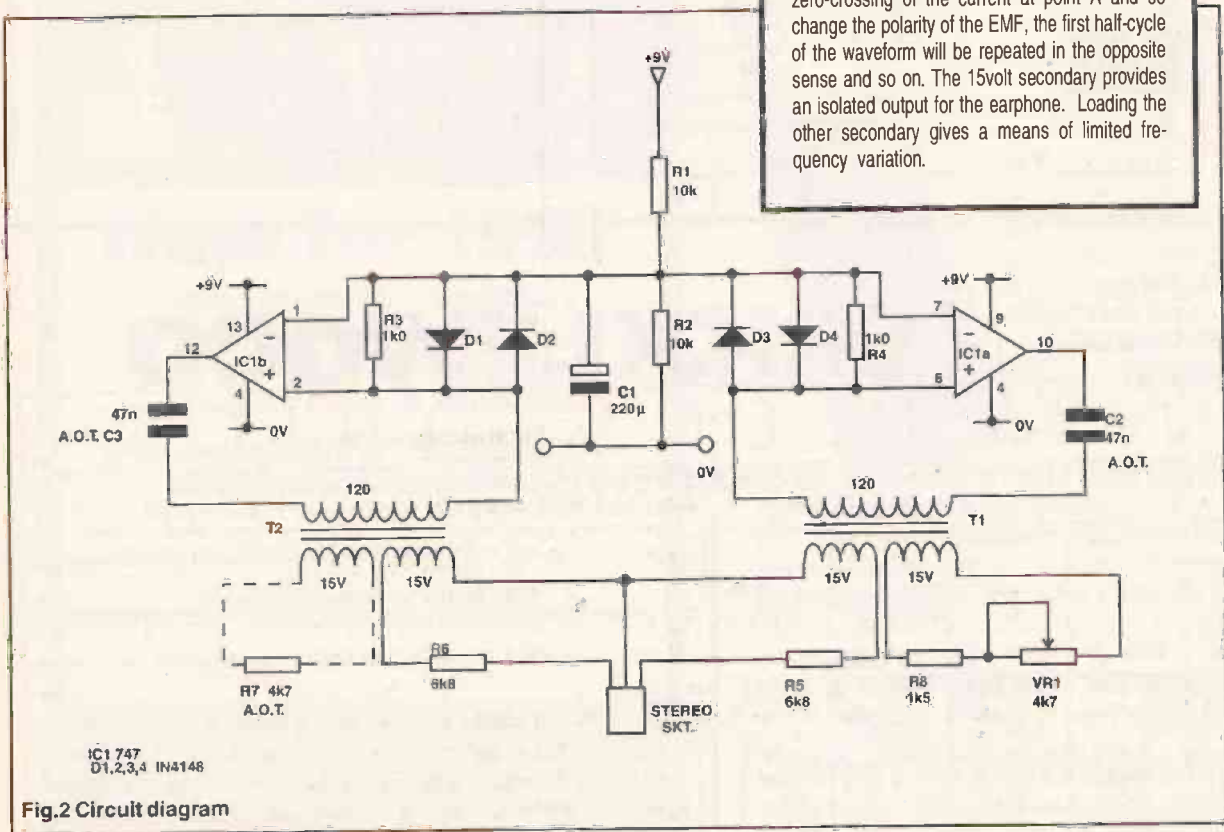 zero-crossing of the current at point A and so
change the polarity of the EMF, the first half-cycle
of the waveform will be repeated in the opposite
sense and so on. The 15volt secondary provides
an isolated output for the earphone. Loading the
other secondary gives a means of limited fre-
quency variation.
+9V
R1
10k
+9V
13
1
12
IC1b
−
+
4
2
0V
R3
1k0
D1
D2
C1
220µ
R2
10k
0V
D3
D4
1k0
R4
+9V
7
9
−
IC1a
+
10
6
4
0V
47n
A.O.T. C3
C2
47n
A.O.T.
120
T2
15V
15V
120
T1
15V
15V
R7 4k7
A.O.T.
R6
6k8
STEREO
SKT.
R5
6k8
R8
1k5
VR1
4k7
IC1 747
D1,2,3,4 IN4148
Fig.2 Circuit diagram